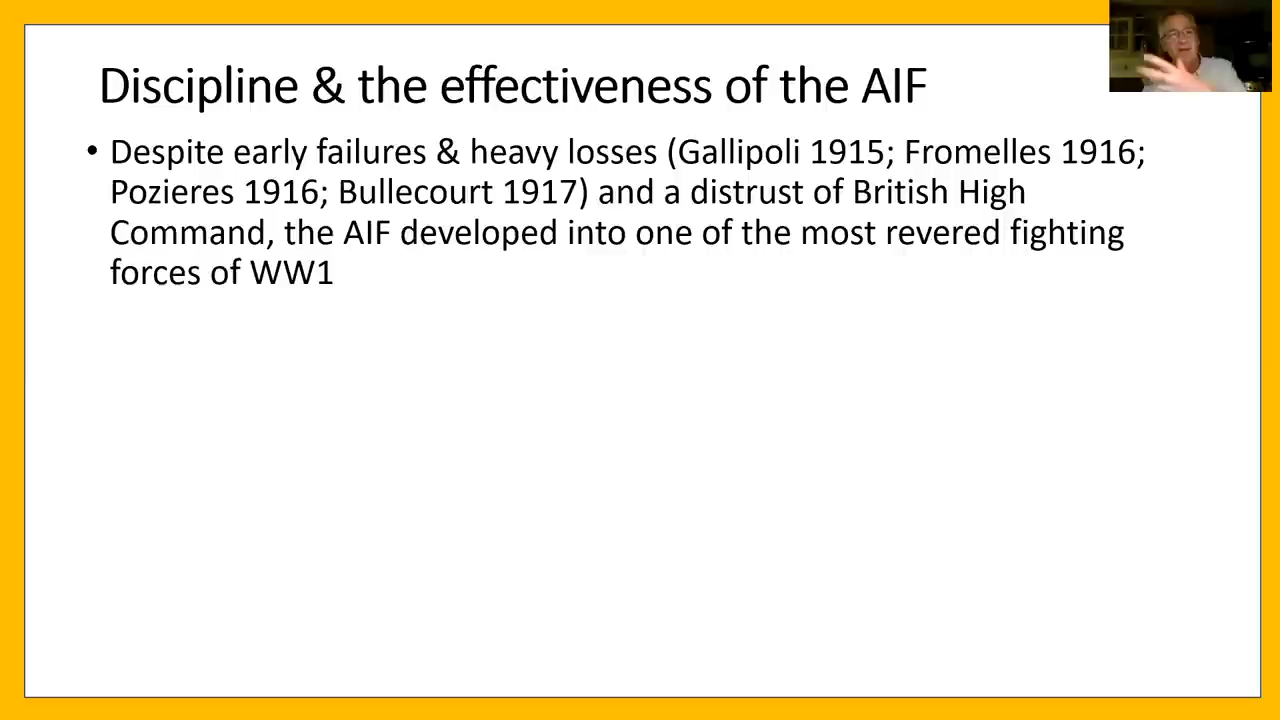 Discipline & the effectiveness of the AIF
• Despite early failures & heavy losses (Gallipoli 1915; Fromelles 1916;
Pozieres 1916; Bullecourt 1917) and a distrust of British High
Command, the AIF developed into one of the most revered fighting
forces of WW1